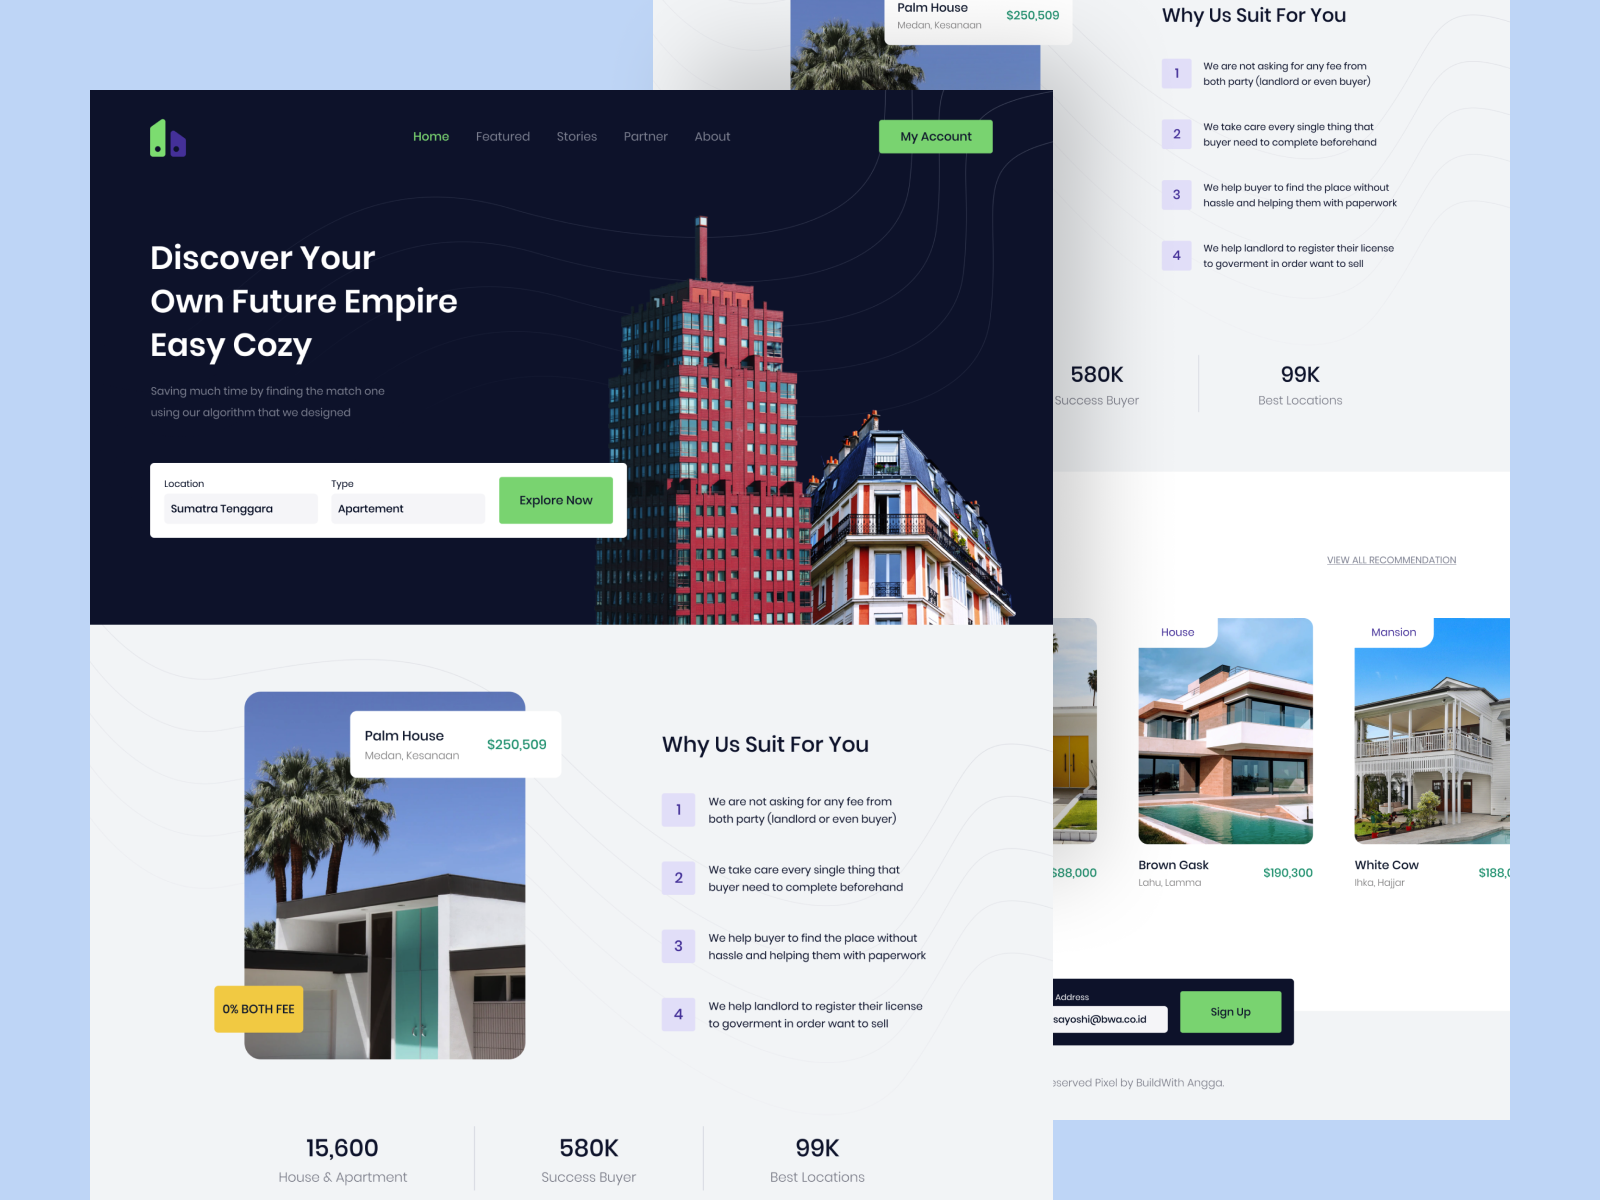 Home
Featured
Stories
Partner
About
My Account
Discover Your
Own Future Empire
Easy Cozy
Saving much time by finding the match one
using our algorithm that we designed
Location
Sumatra Tenggara
Type
Apartement
Explore Now
Palm House
Medan, Kesanaan
$250,509
0% BOTH FEE
Why Us Suit For You
1
We are not asking for any fee from
both party (landlord or even buyer)
2
We take care every single thing that
buyer need to complete beforehand
3
We help buyer to find the place without
hassle and helping them with paperwork
4
We help landlord to register their license
to goverment in order want to sell
15,600
House & Apartment
580K
Success Buyer
99K
Best Locations
Palm House
Medan, Kesanaan
$250,509
Why Us Suit For You
1
We are not asking for any fee from
both party (landlord or even buyer)
2
We take care every single thing that
buyer need to complete beforehand
3
We help buyer to find the place without
hassle and helping them with paperwork
4
We help landlord to register their license
to goverment in order want to sell
580K
Success Buyer
99K
Best Locations
VIEW ALL RECOMMENDATION
House
Mansion
$88,000
Brown Gask
Lahu, Lamma
$190,300
White Cow
Ihka, Hajjar
$188,0
Address
sayoshi@bwa.co.id
Sign Up
eserved Pixel by BuildWith Angga.